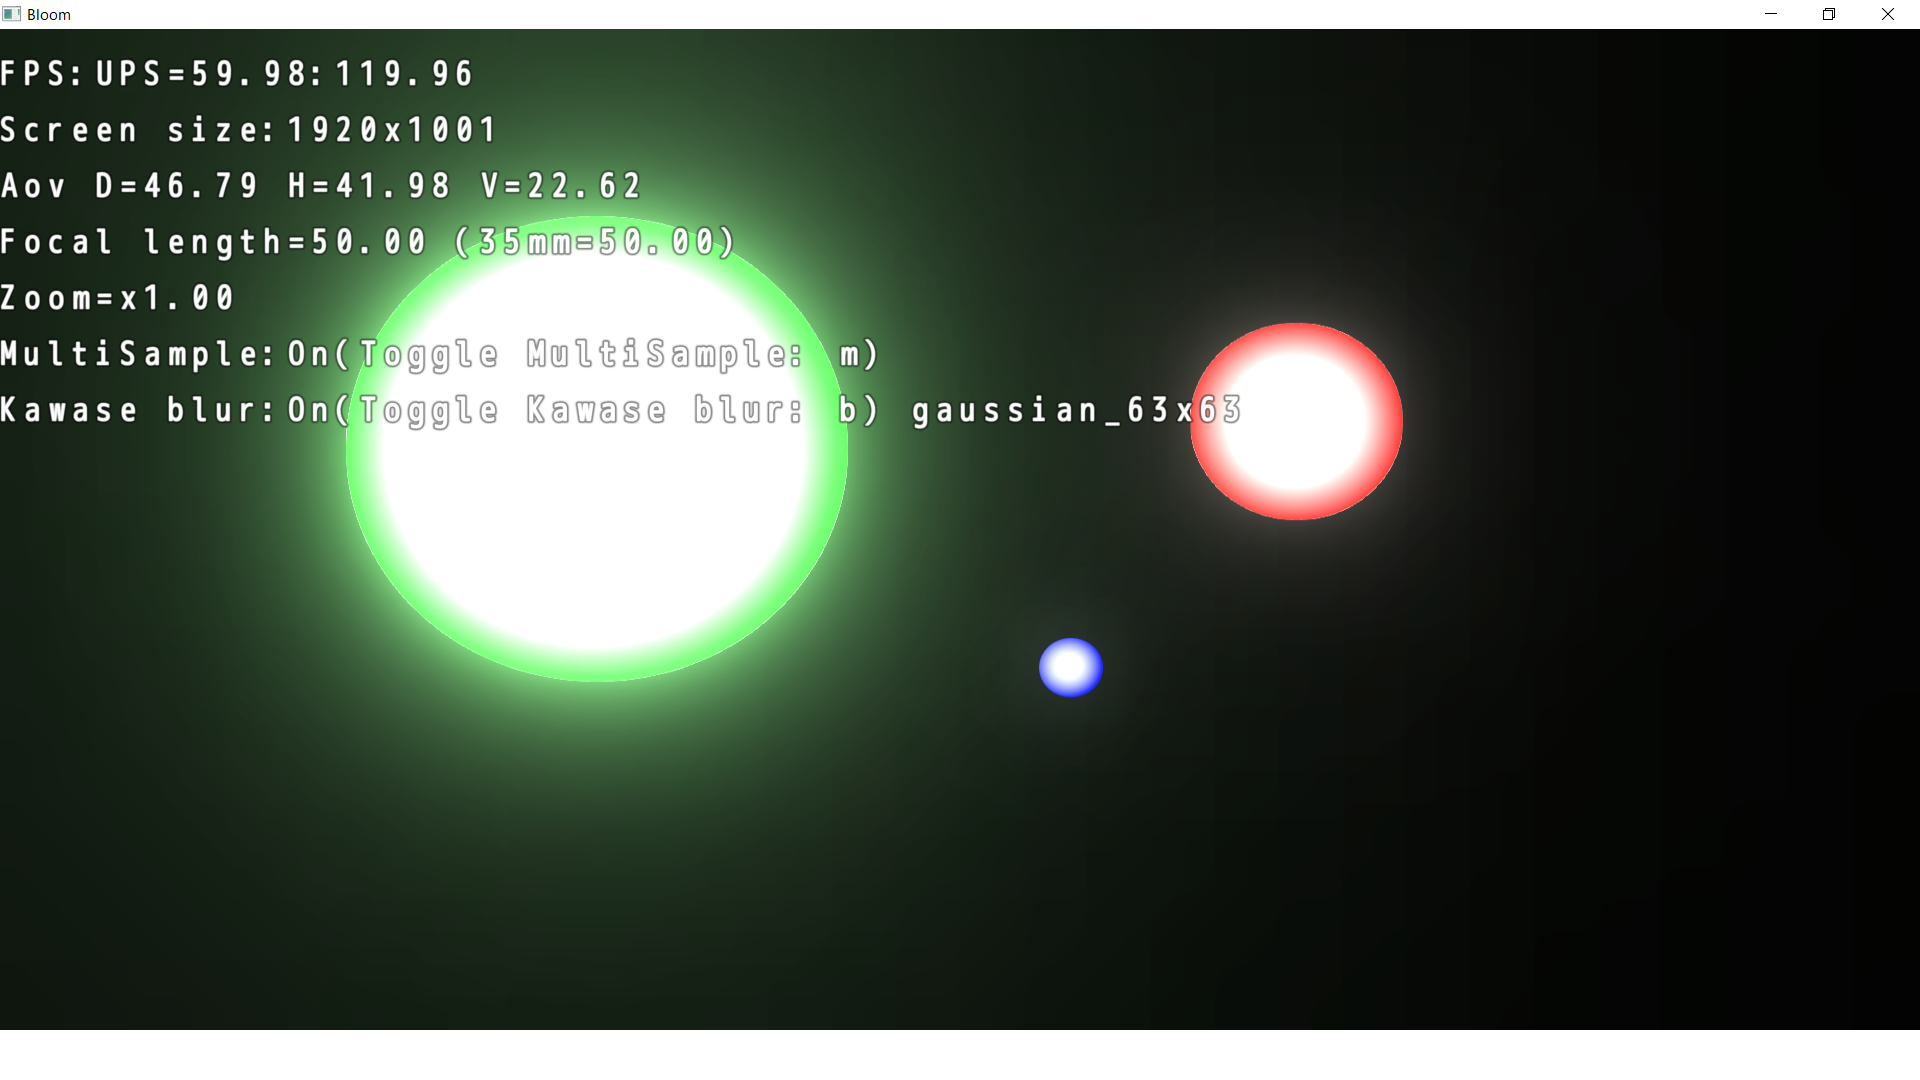 Bloom
FPS:UPS=59.98:119.96
Screen size:1920x1001
Aov D=46.79 H=41.98 V=22.62
Focal length=50.00 (35mm=50.00)
Zoom=x1.00
MultiSample:On(Toggle MultiSample: m)
Kawase blur:On(Toggle Kawase blur: b) gaussian_63x63